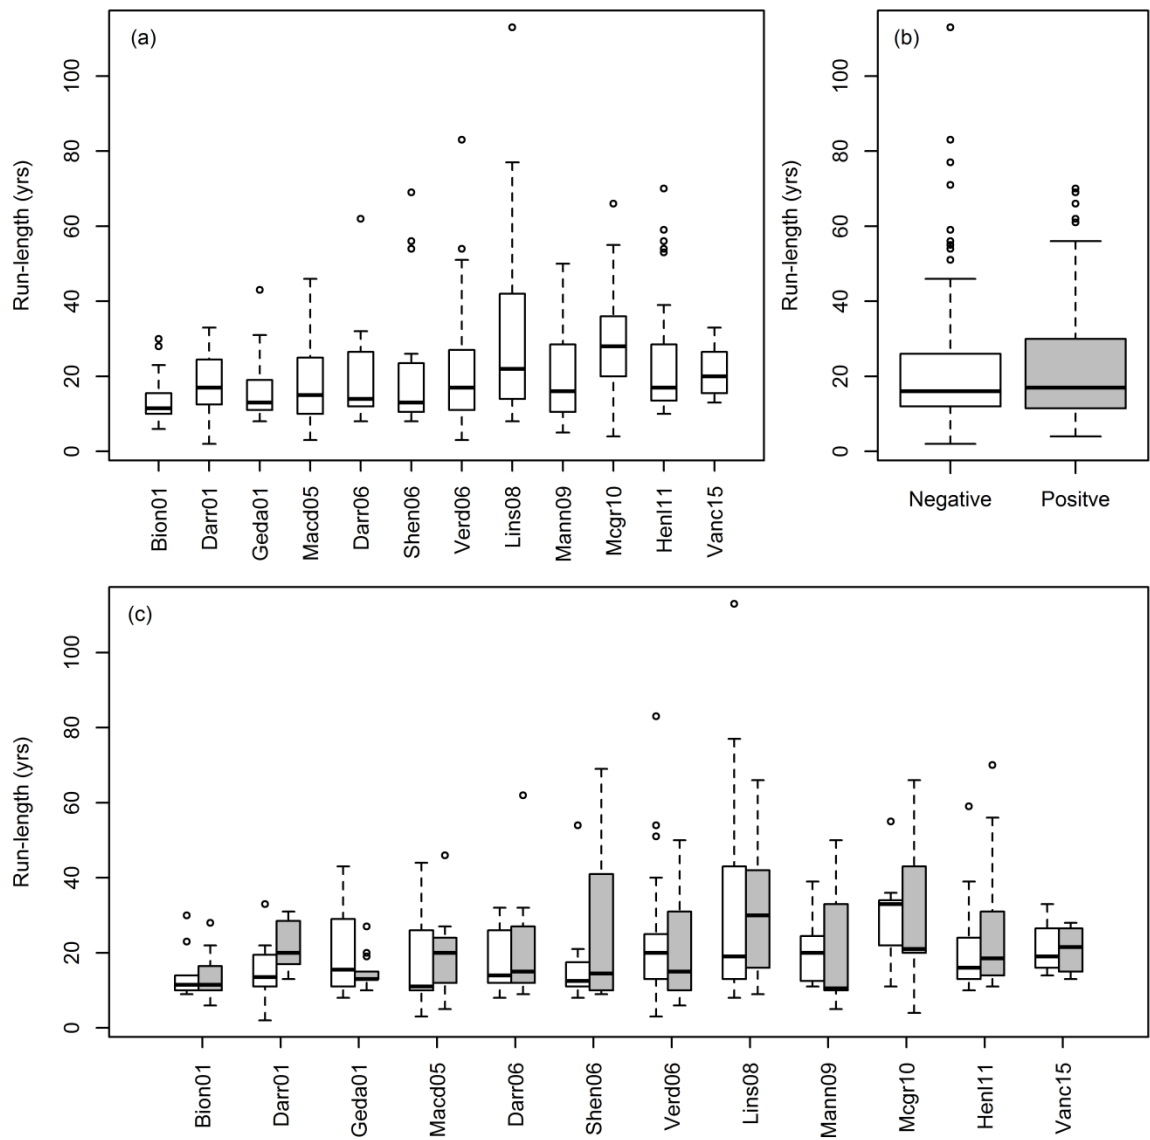 (a)
Run-length (yrs)
0
20
40
60
80
100
Bion01
Darr01
Geda01
Macd05
Darr06
Shen06
Verd06
Lins08
Mann09
Mcgr10
Henl11
Vanc15
(b)
Run-length (yrs)
0
20
40
60
80
100
Negative
Positve
(c)
Run-length (yrs)
0
20
40
60
80
100
Bion01
Darr01
Geda01
Macd05
Darr06
Shen06
Verd06
Lins08
Mann09
Mcgr10
Henl11
Vanc15